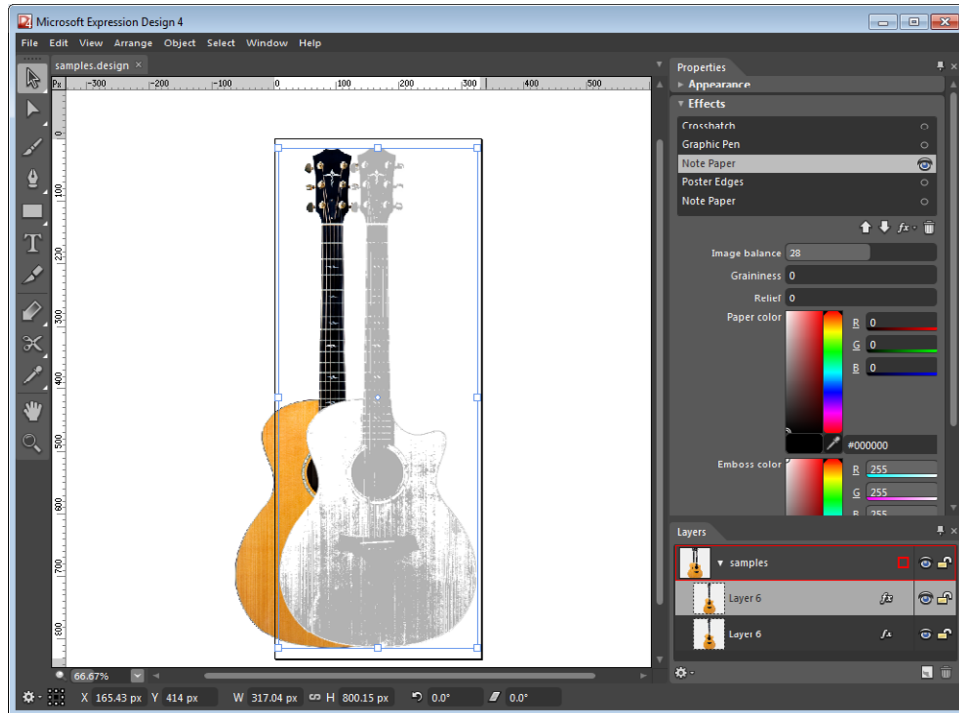 Microsoft Expression Design 4
File Edit View Arrange Object Select Window Help
samples.design ×
Px -300 -200 -100 0 100 200 300 400 500
0
100
200
300
400
500
600
700
800
Properties
Appearance
Effects
Crosshatch
Graphic Pen
Note Paper
Poster Edges
Note Paper
fx
Image balance 28
Graininess 0
Relief 0
Paper color
R 0
G 0
B 0
#000000
Emboss color
R 255
G 255
B 255
Layers
samples
Layer 6 fx
Layer 6 fx
66.67%
X 165.43 px Y 414 px W 317.04 px H 800.15 px 0.0° 0.0°